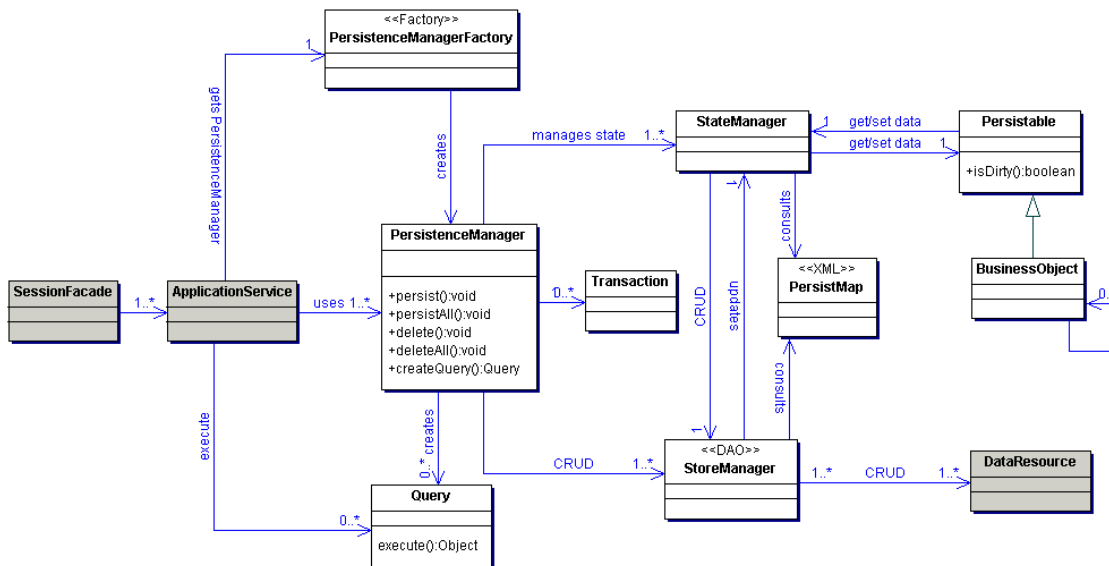 <<Factory>>
PersistenceManagerFactory
1
gets PersistenceManager
creates
StateManager
Persistable
+isDirty():boolean
manages state 1..*
1 get/set data
get/set data 1
PersistenceManager
+persist():void
+persistAll():void
+delete():void
+deleteAll():void
+createQuery():Query
SessionFacade
1..*
ApplicationService
uses 1..*
Transaction
0..*
CRUD
1
updates
1
consults
<<XML>>
PersistMap
consults
BusinessObject
0..
execute
0..*
creates
0..*
Query
execute():Object
CRUD 1..*
<<DAO>>
StoreManager
1..* CRUD 1..*
DataResource